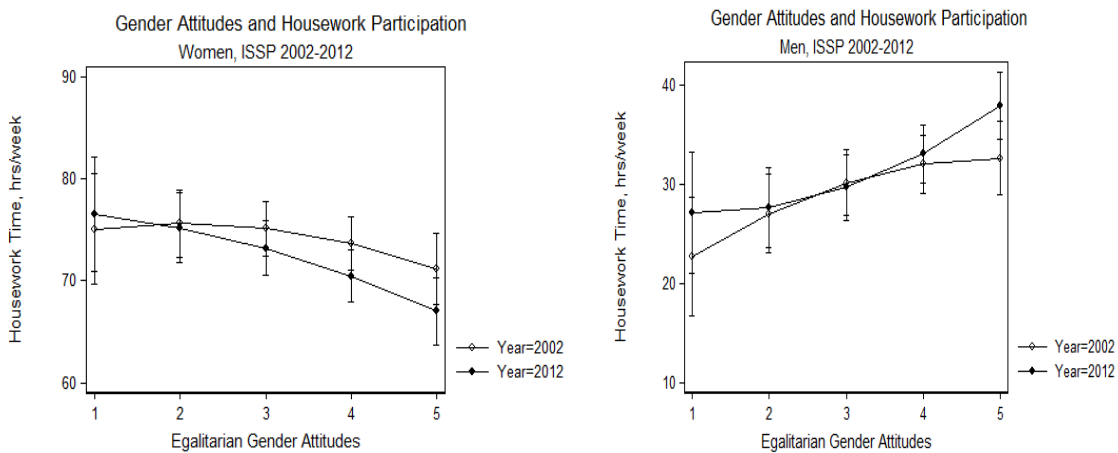 Gender Attitudes and Housework Participation
Women, ISSP 2002-2012
Housework Time, hrs/week
90
80
70
60
1 2 3 4 5
Egalitarian Gender Attitudes
Year=2002
Year=2012
Gender Attitudes and Housework Participation
Men, ISSP 2002-2012
Housework Time, hrs/week
40
30
20
10
1 2 3 4 5
Egalitarian Gender Attitudes
Year=2002
Year=2012